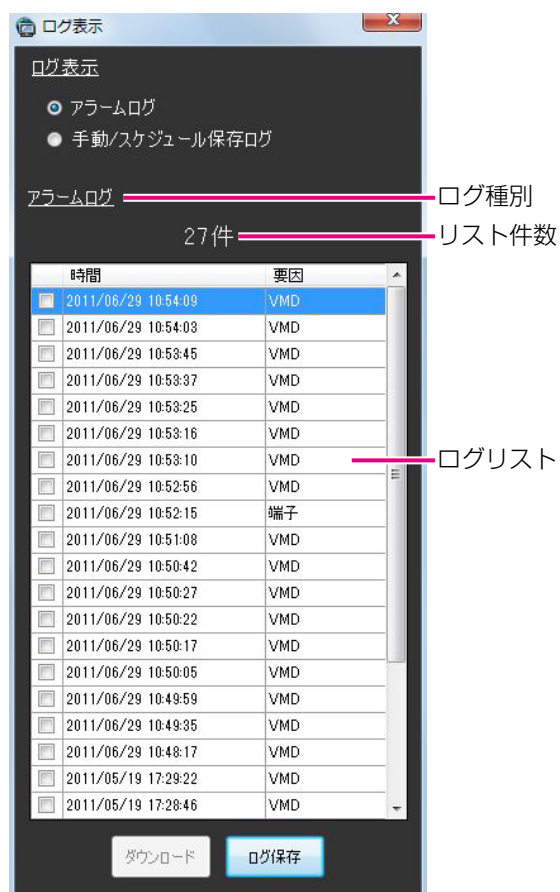 ログ表示
ログ表示
アラームログ
手動/スケジュール保存ログ
アラームログ ログ種別
27件 リスト件数
時間 要因
2011/06/29 10:54:09 VMD
2011/06/29 10:54:03 VMD
2011/06/29 10:53:45 VMD
2011/06/29 10:53:37 VMD
2011/06/29 10:53:25 VMD
2011/06/29 10:53:16 VMD
2011/06/29 10:53:10 VMD ログリスト
2011/06/29 10:52:56 VMD
2011/06/29 10:52:15 端子
2011/06/29 10:51:08 VMD
2011/06/29 10:50:42 VMD
2011/06/29 10:50:27 VMD
2011/06/29 10:50:22 VMD
2011/06/29 10:50:17 VMD
2011/06/29 10:50:05 VMD
2011/06/29 10:49:59 VMD
2011/06/29 10:49:35 VMD
2011/06/29 10:48:17 VMD
2011/05/19 17:29:22 VMD
2011/05/19 17:28:46 VMD
ダウンロード ログ保存